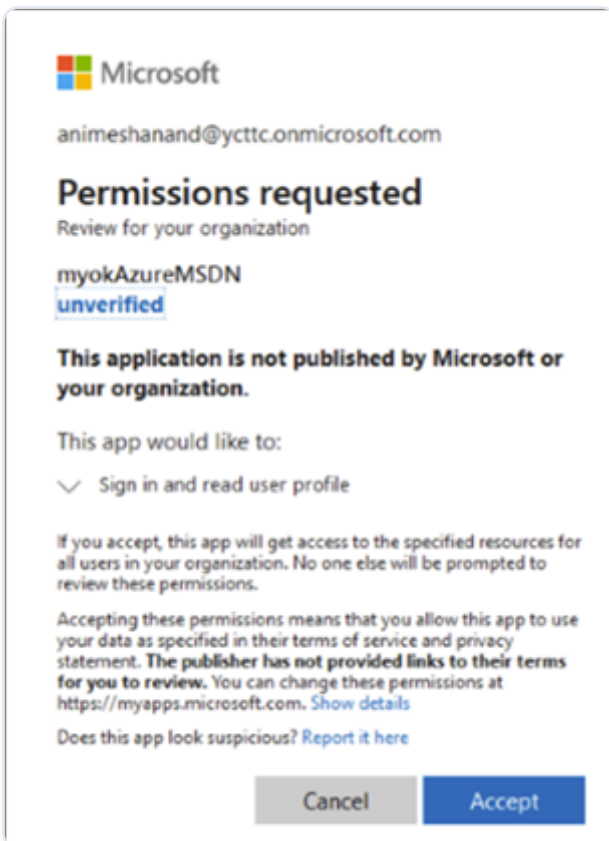 Microsoft
animeshanand@ycttc.onmicrosoft.com
Permissions requested
Review for your organization
myokAzureMSDN
unverified
This application is not published by Microsoft or
your organization.
This app would like to:
Sign in and read user profile
If you accept, this app will get access to the specified resources for
all users in your organization. No one else will be prompted to
review these permissions.
Accepting these permissions means that you allow this app to use
your data as specified in their terms of service and privacy
statement. The publisher has not provided links to their terms
for you to review. You can change these permissions at
https://myapps.microsoft.com. Show details
Does this app look suspicious? Report it here
Cancel Accept